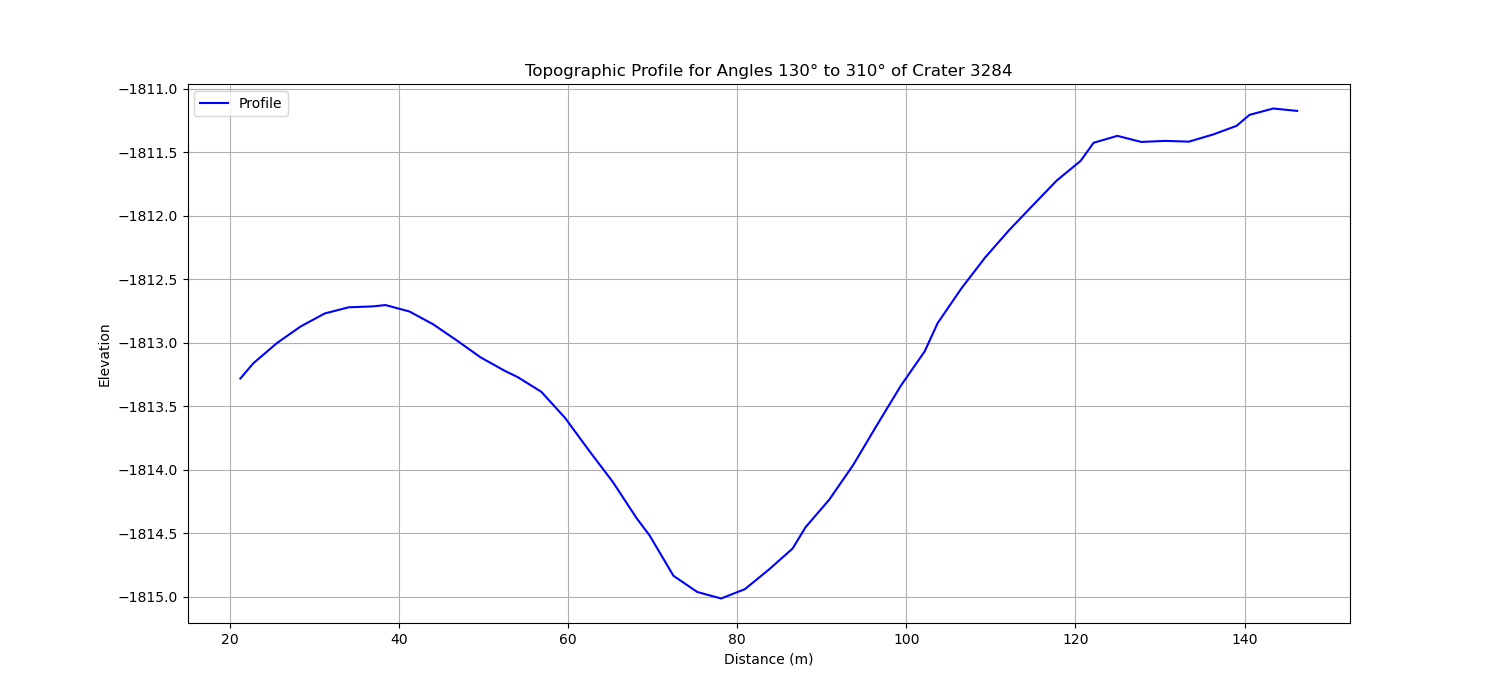 Topographic Profile for Angles 130° to 310° of Crater 3284
Profile
Elevation
−1811.0
−1811.5
−1812.0
−1812.5
−1813.0
−1813.5
−1814.0
−1814.5
−1815.0
20 40 60 80 100 120 140
Distance (m)